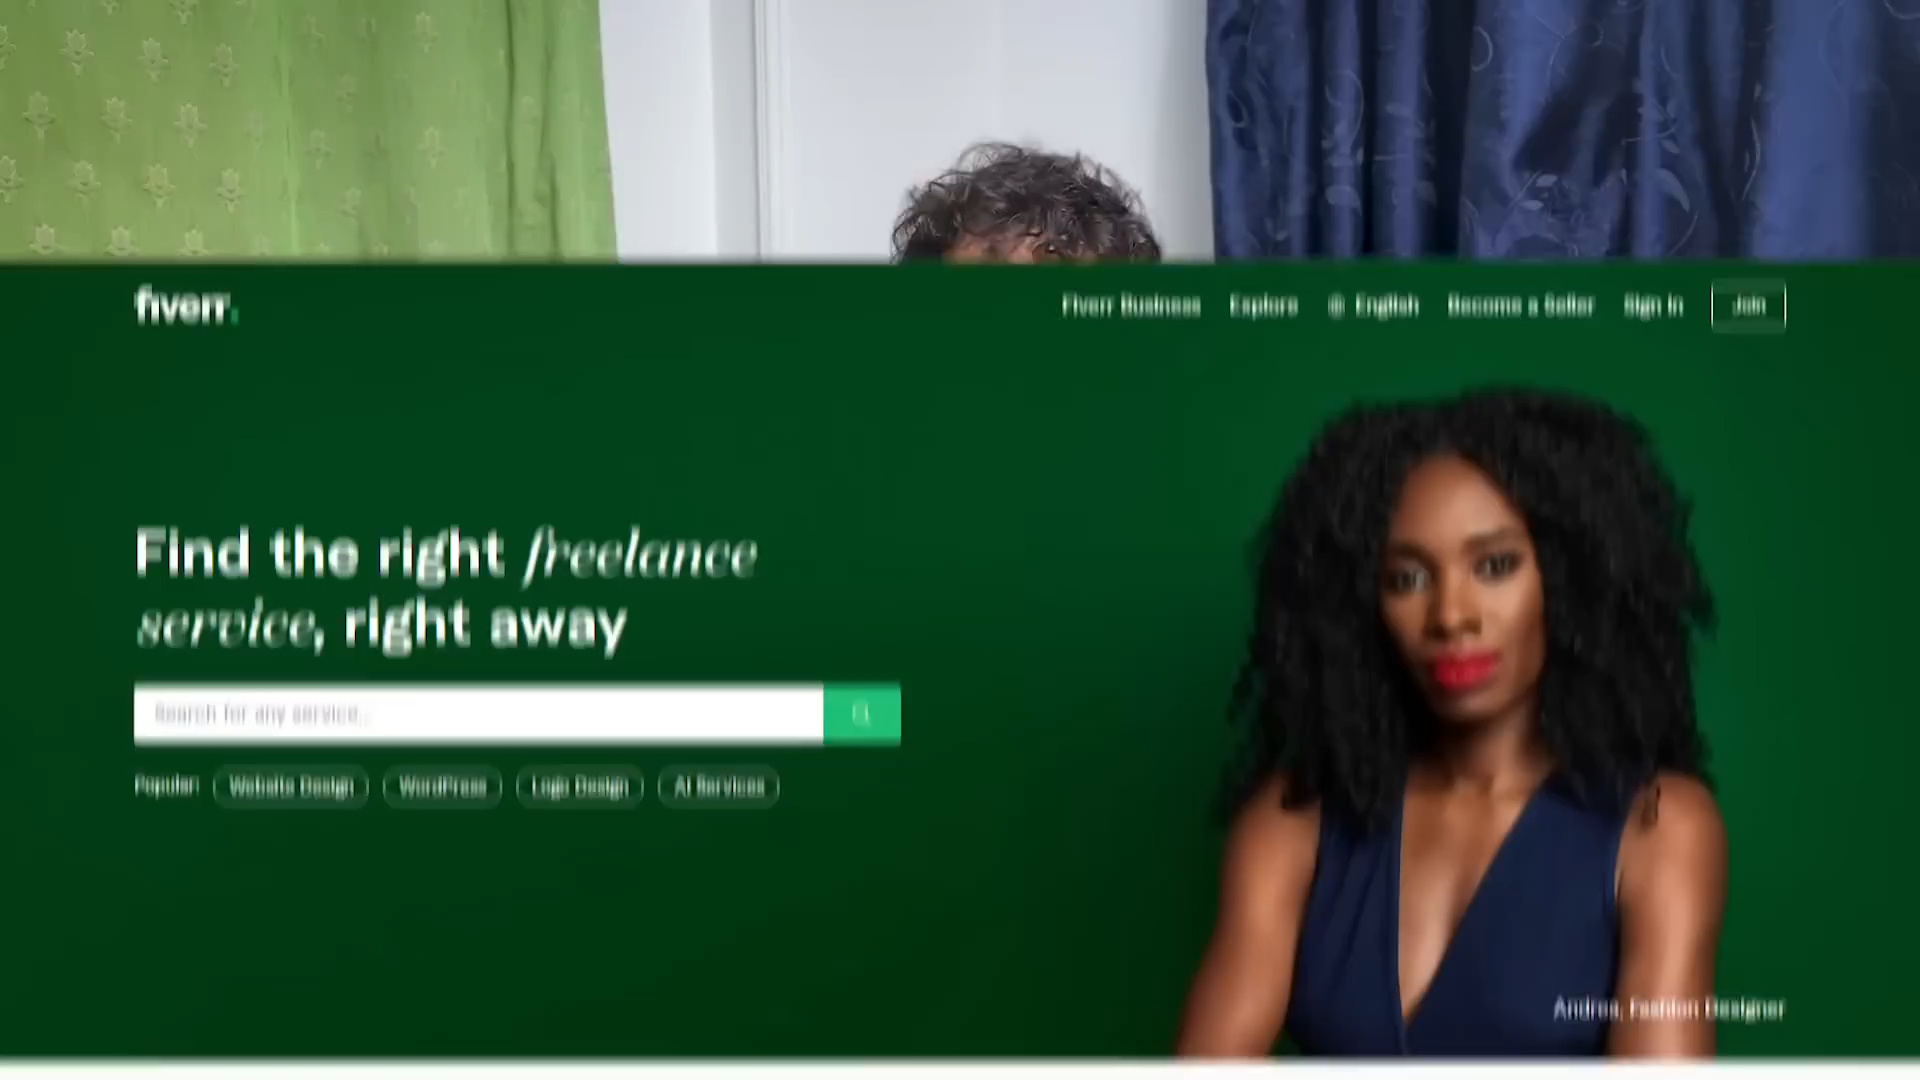 fiverr.
Fiverr Business Explore English Become a Seller Sign in Join
Find the right freelance
service, right away
Search for any service...
Popular: Website Design WordPress Logo Design AI Services
Andrea, Fashion Designer